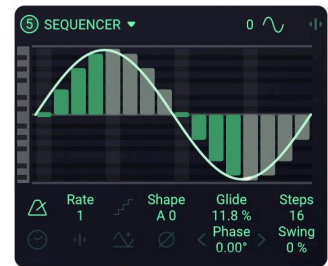 5 SEQUENCER 0
Rate Shape Glide Steps
1 A 0 11.8 % 16
Phase Swing
0.00° 0 %